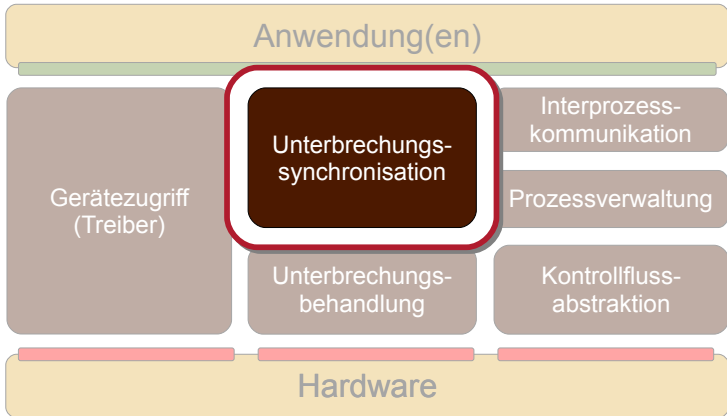 Anwendung(en)
Gerätezugriff
(Treiber)
Unterbrechungs-
synchronisation
Unterbrechungs-
behandlung
Interprozess-
kommunikation
Prozessverwaltung
Kontrollfluss-
abstraktion
Hardware